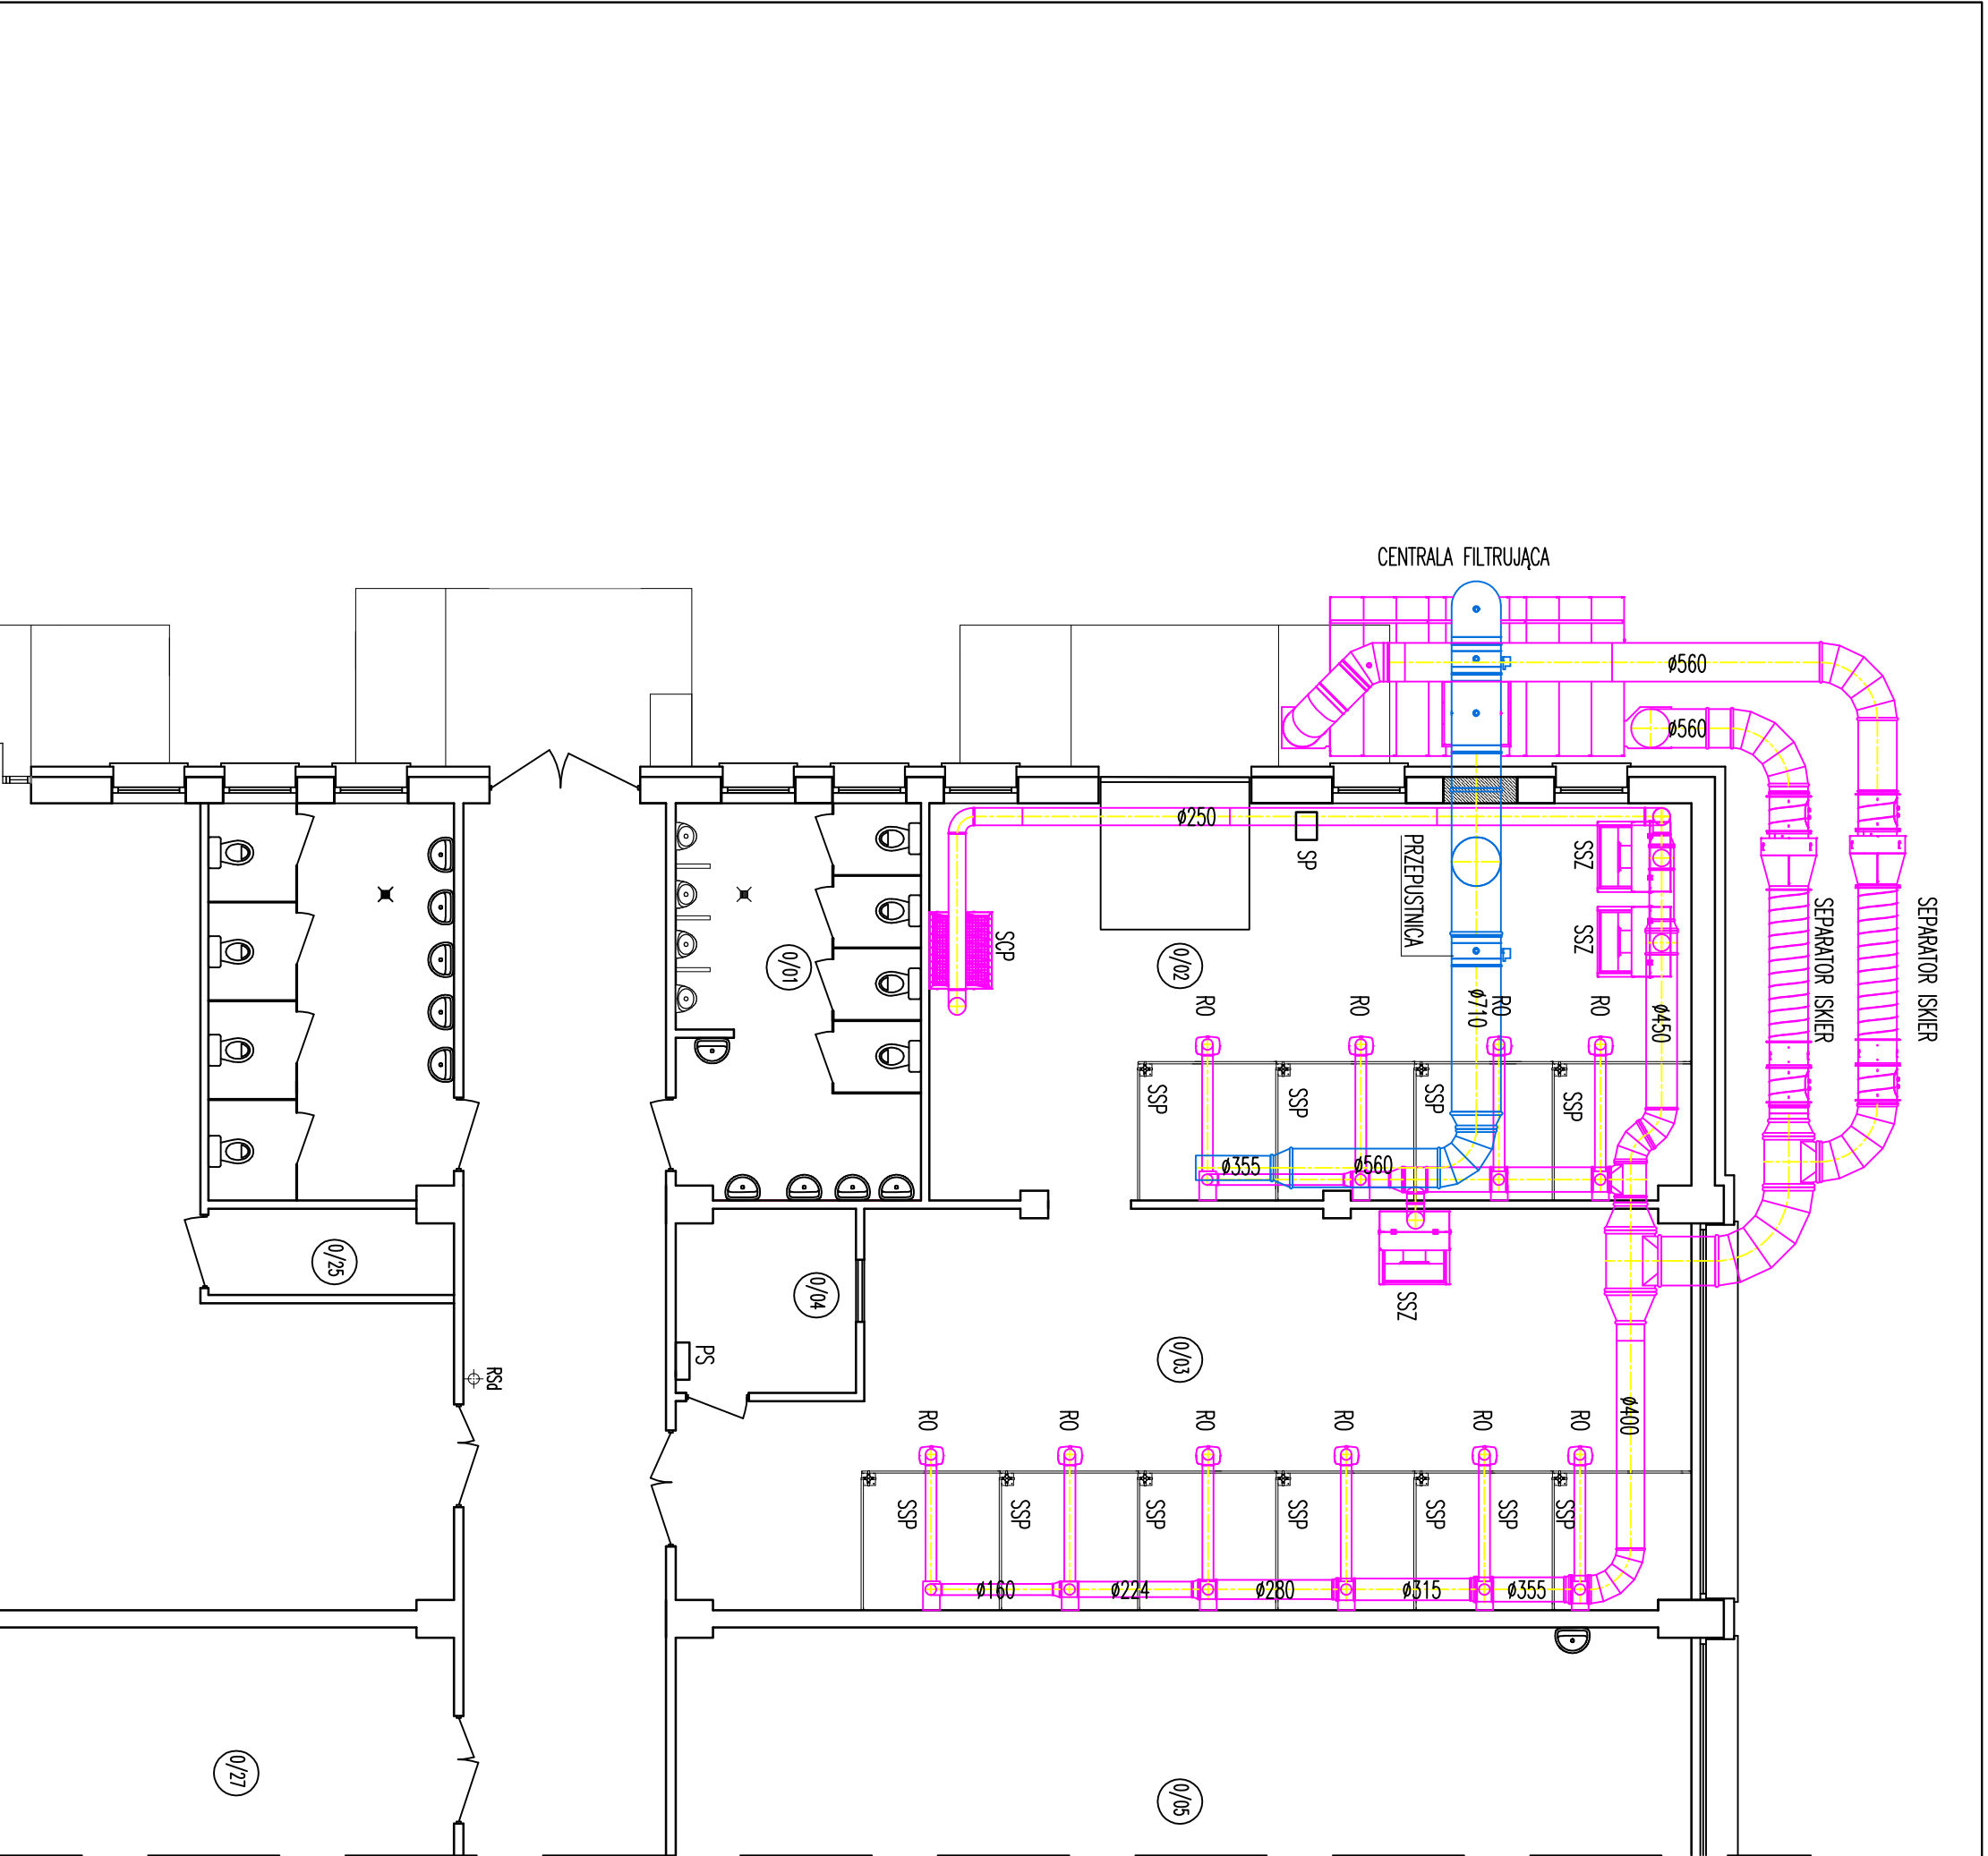 CENTRALA FILTRUJĄCA
ø560
ø560
ø250
SP
PRZEPUSTNICA
SSZ
SSZ
SEPARATOR ISKIER
SEPARATOR ISKIER
SCP
0/01
0/02
RO
RO
RO
RO
ø710
ø450
SSP
SSP
SSP
SSP
ø355
ø560
0/25
0/04
SSZ
PS
0/03
RSd
RO
RO
RO
RO
RO
RO
ø400
SSP
SSP
SSP
SSP
SSP
SSP
SSP
ø160
ø224
ø280
ø315
ø355
0/27
0/05